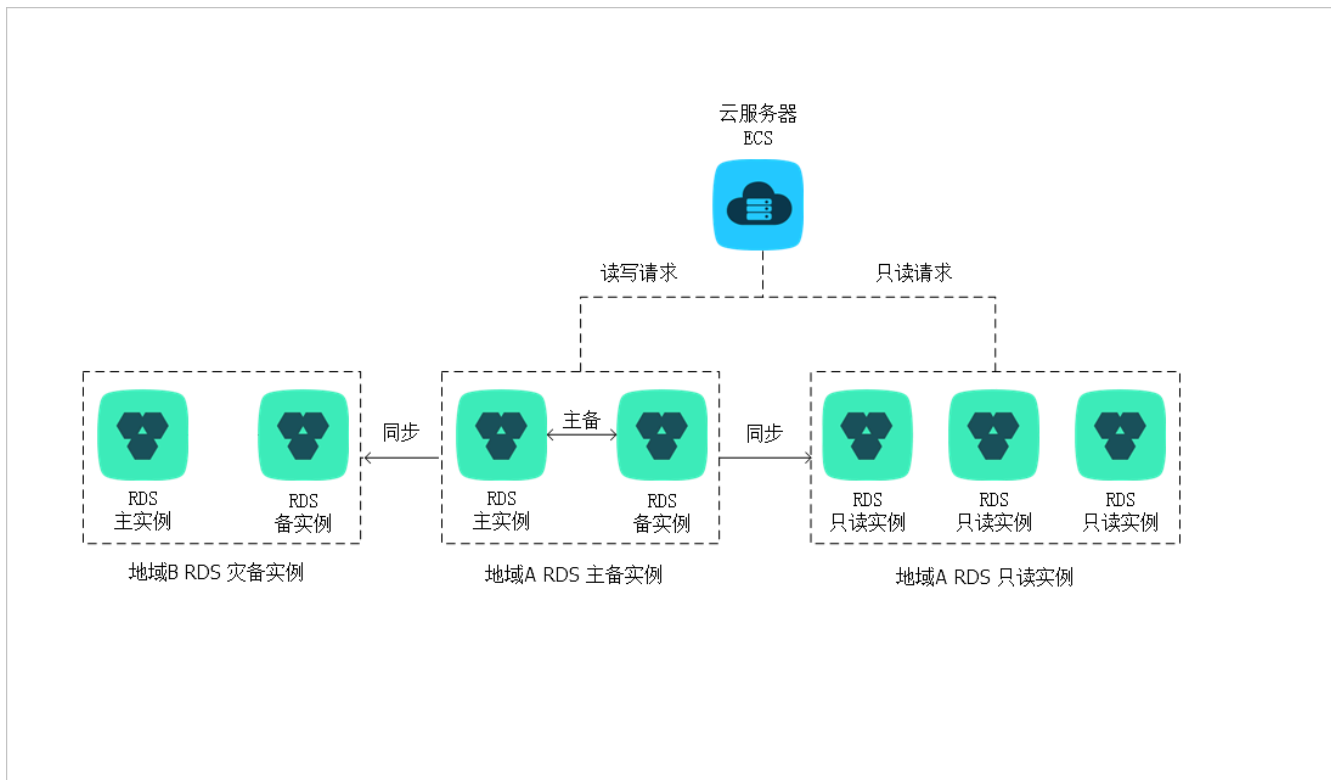 云服务器
ECS
读写请求
只读请求
同步
主备
同步
RDS
主实例
RDS
备实例
RDS
主实例
RDS
备实例
RDS
只读实例
RDS
只读实例
RDS
只读实例
地域B RDS 灾备实例
地域A RDS 主备实例
地域A RDS 只读实例